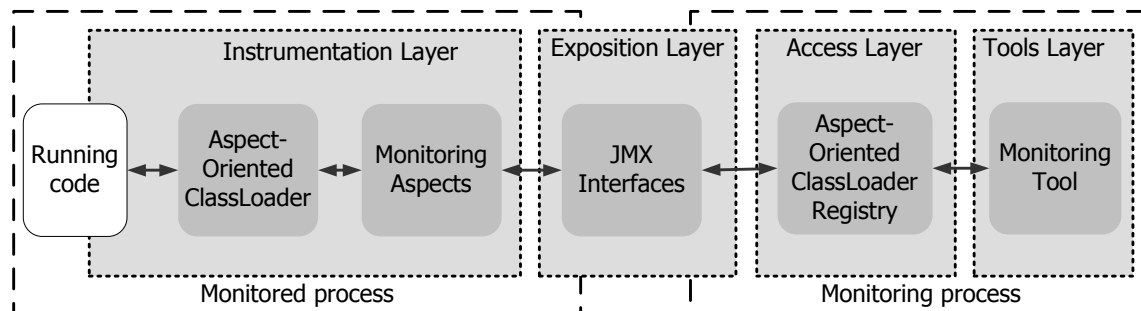 Instrumentation Layer
Exposition Layer
Access Layer
Tools Layer
Running
code
Aspect-
Oriented
ClassLoader
Monitoring
Aspects
JMX
Interfaces
Aspect-
Oriented
ClassLoader
Registry
Monitoring
Tool
Monitored process
Monitoring process